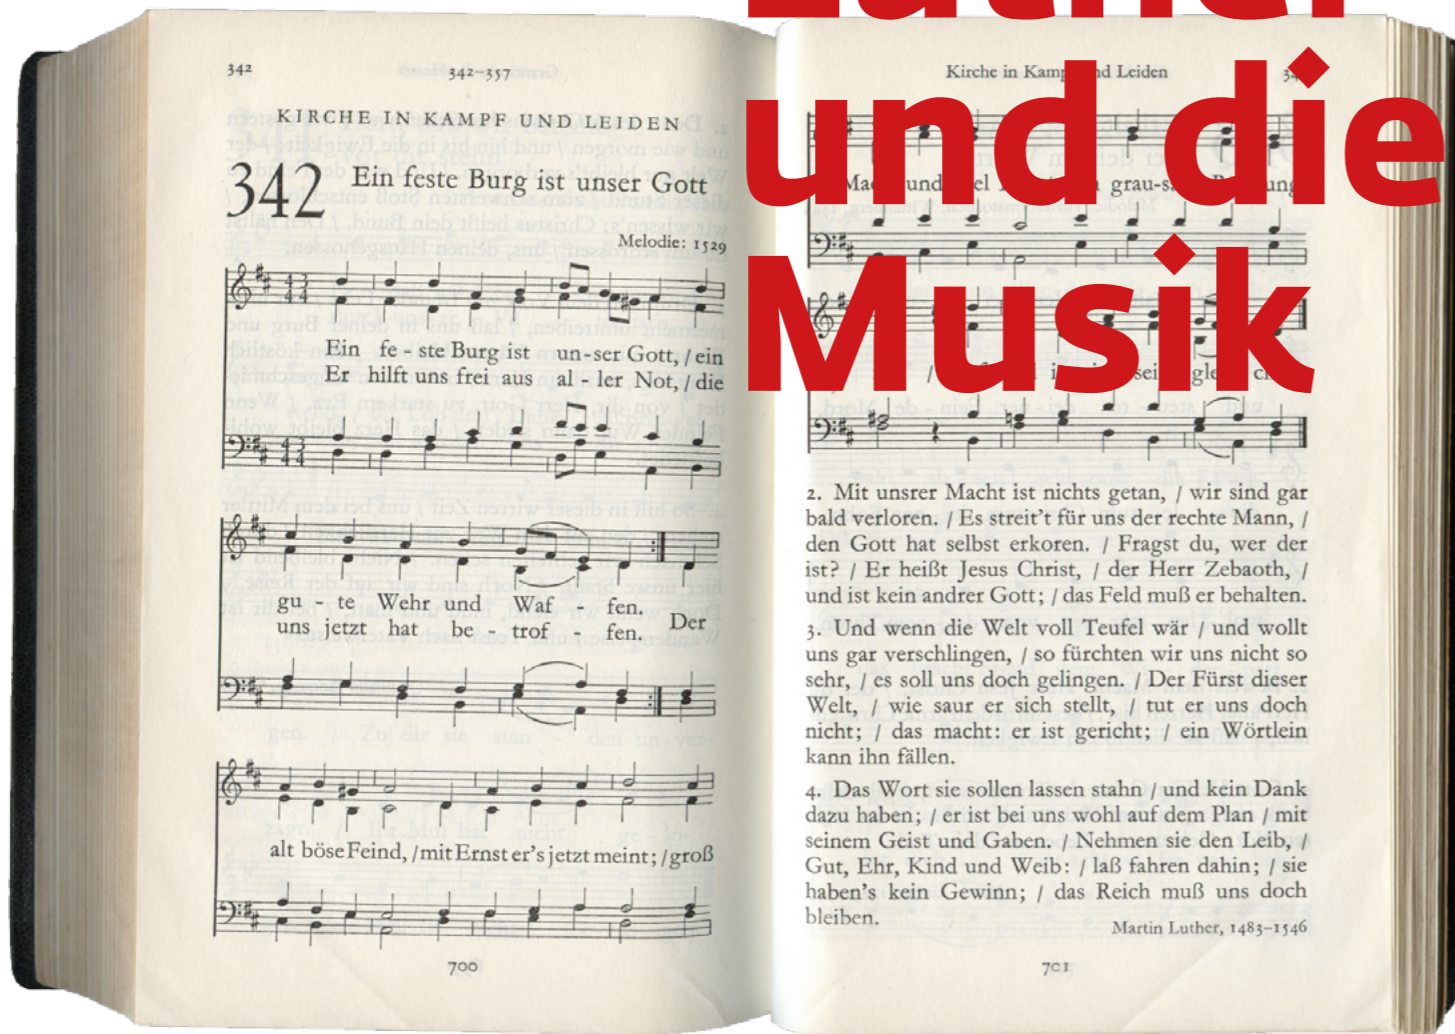 342
342–357
KIRCHE IN KAMPF UND LEIDEN
342 Ein feste Burg ist unser Gott
Melodie: 1529
Ein fe - ste Burg ist un-ser Gott, / ein
Er hilft uns frei aus al - ler Not, / die
gu - te Wehr und Waf - fen. Der
uns jetzt hat be - trof - fen.
alt böse Feind, / mit Ernst er's jetzt meint; / groß
700
Luther
und die
Musik
Kirche in Kampf und Leiden
grau-sam
2. Mit unsrer Macht ist nichts getan, / wir sind gar
bald verloren. / Es streit't für uns der rechte Mann, /
den Gott hat selbst erkoren. / Fragst du, wer der
ist? / Er heißt Jesus Christ, / der Herr Zebaoth, /
und ist kein andrer Gott; / das Feld muß er behalten.
3. Und wenn die Welt voll Teufel wär / und wollt
uns gar verschlingen, / so fürchten wir uns nicht so
sehr, / es soll uns doch gelingen. / Der Fürst dieser
Welt, / wie saur er sich stellt, / tut er uns doch
nicht; / das macht: er ist gericht; / ein Wörtlein
kann ihn fällen.
4. Das Wort sie sollen lassen stahn / und kein Dank
dazu haben; / er ist bei uns wohl auf dem Plan / mit
seinem Geist und Gaben. / Nehmen sie den Leib, /
Gut, Ehr, Kind und Weib: / laß fahren dahin; / sie
haben's kein Gewinn; / das Reich muß uns doch
bleiben.
Martin Luther, 1483–1546
701